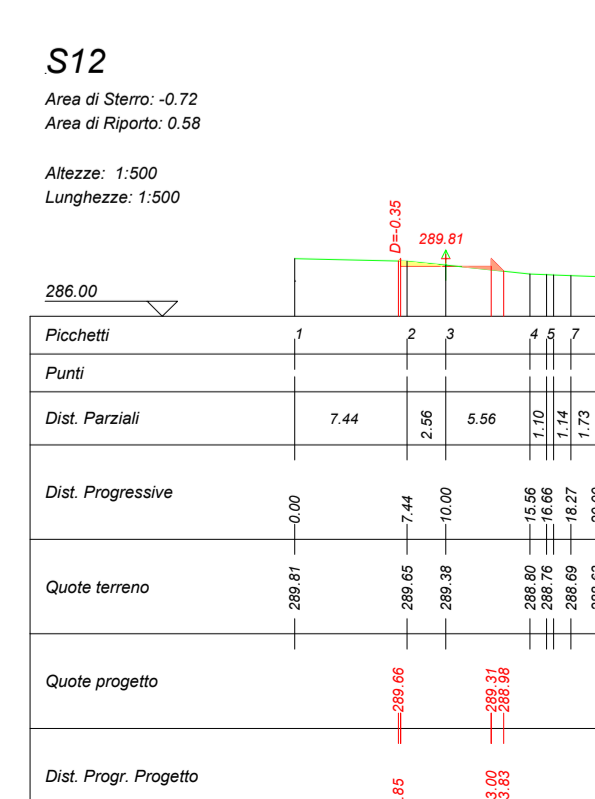 S12
Area di Sterro: -0.72
Area di Riporto: 0.58
Altezze: 1:500
Lunghezze: 1:500
D=-0.35
289.81
286.00
Picchetti 1 2 3 4 5 7
Punti
Dist. Parziali 7.44 2.56 5.56 1.10 1.14 1.73
Dist. Progressive 0.00 7.44 10.00 15.56 16.66 18.27
Quote terreno 289.81 289.65 289.38 288.80 288.76 288.69
Quote progetto 289.66 289.31 288.98
Dist. Progr. Progetto